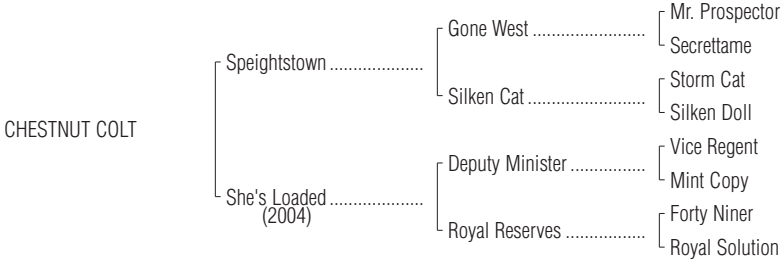 Mr. Prospector
Gone West ........................
Secrettame
Speightstown ....................
Storm Cat
Silken Cat .........................
Silken Doll
CHESTNUT COLT
Vice Regent
Deputy Minister ................
Mint Copy
She's Loaded ....................
(2004)
Forty Niner
Royal Reserves .................
Royal Solution